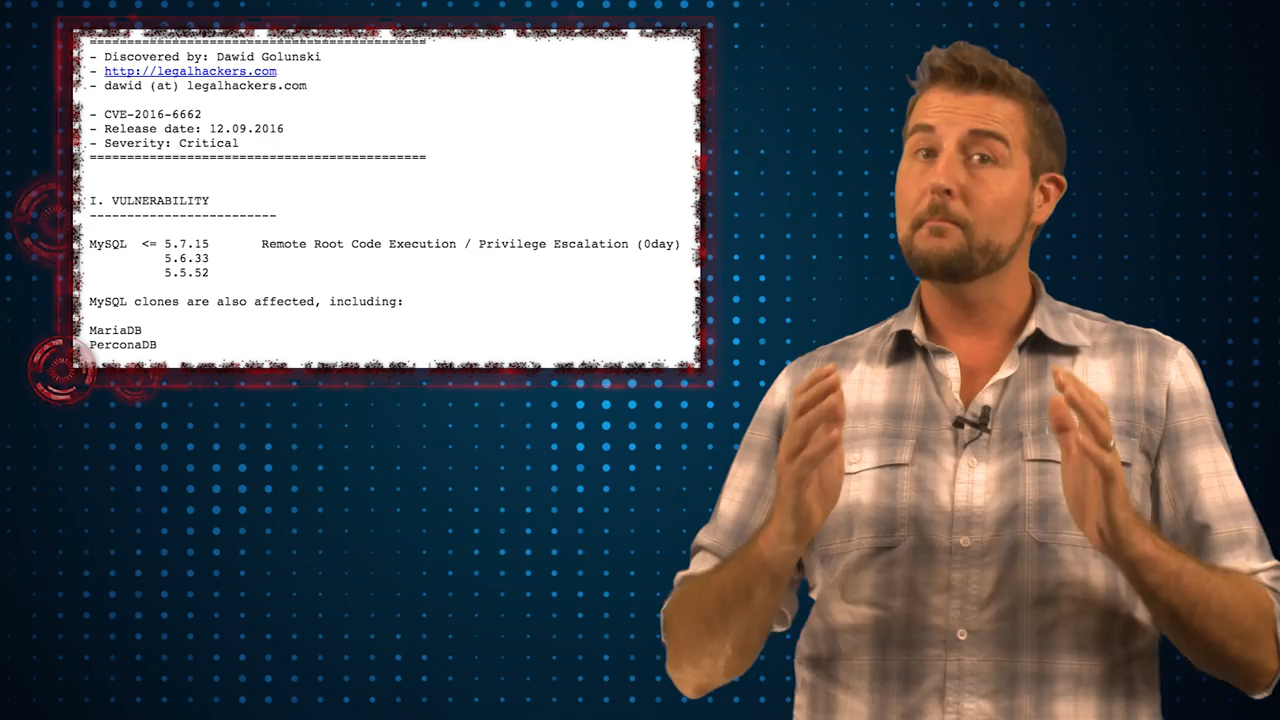 ============================================
- Discovered by: Dawid Golunski
- http://legalhackers.com
- dawid (at) legalhackers.com
- CVE-2016-6662
- Release date: 12.09.2016
- Severity: Critical
=============================================
I. VULNERABILITY
-------------------------
MySQL <= 5.7.15 Remote Root Code Execution / Privilege Escalation (0day)
5.6.33
5.5.52
MySQL clones are also affected, including:
MariaDB
PerconaDB